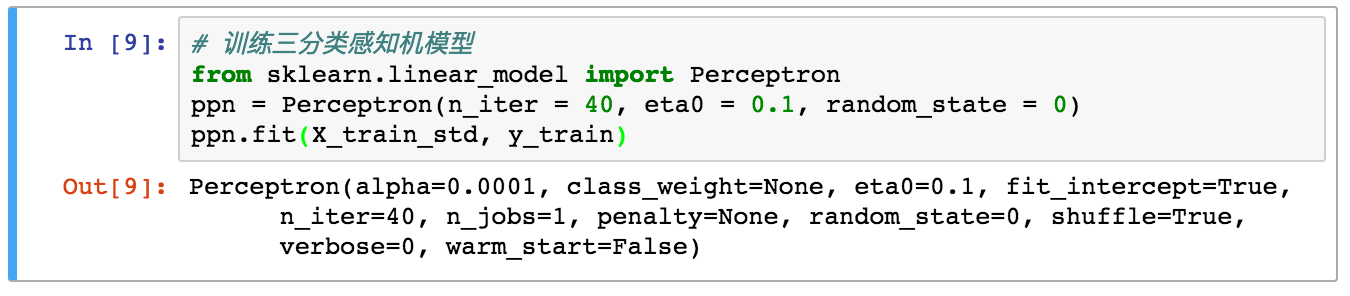 In [9]: # 训练三分类感知机模型
from sklearn.linear_model import Perceptron
ppn = Perceptron(n_iter = 40, eta0 = 0.1, random_state = 0)
ppn.fit(X_train_std, y_train)
Out[9]: Perceptron(alpha=0.0001, class_weight=None, eta0=0.1, fit_intercept=True,
n_iter=40, n_jobs=1, penalty=None, random_state=0, shuffle=True,
verbose=0, warm_start=False)